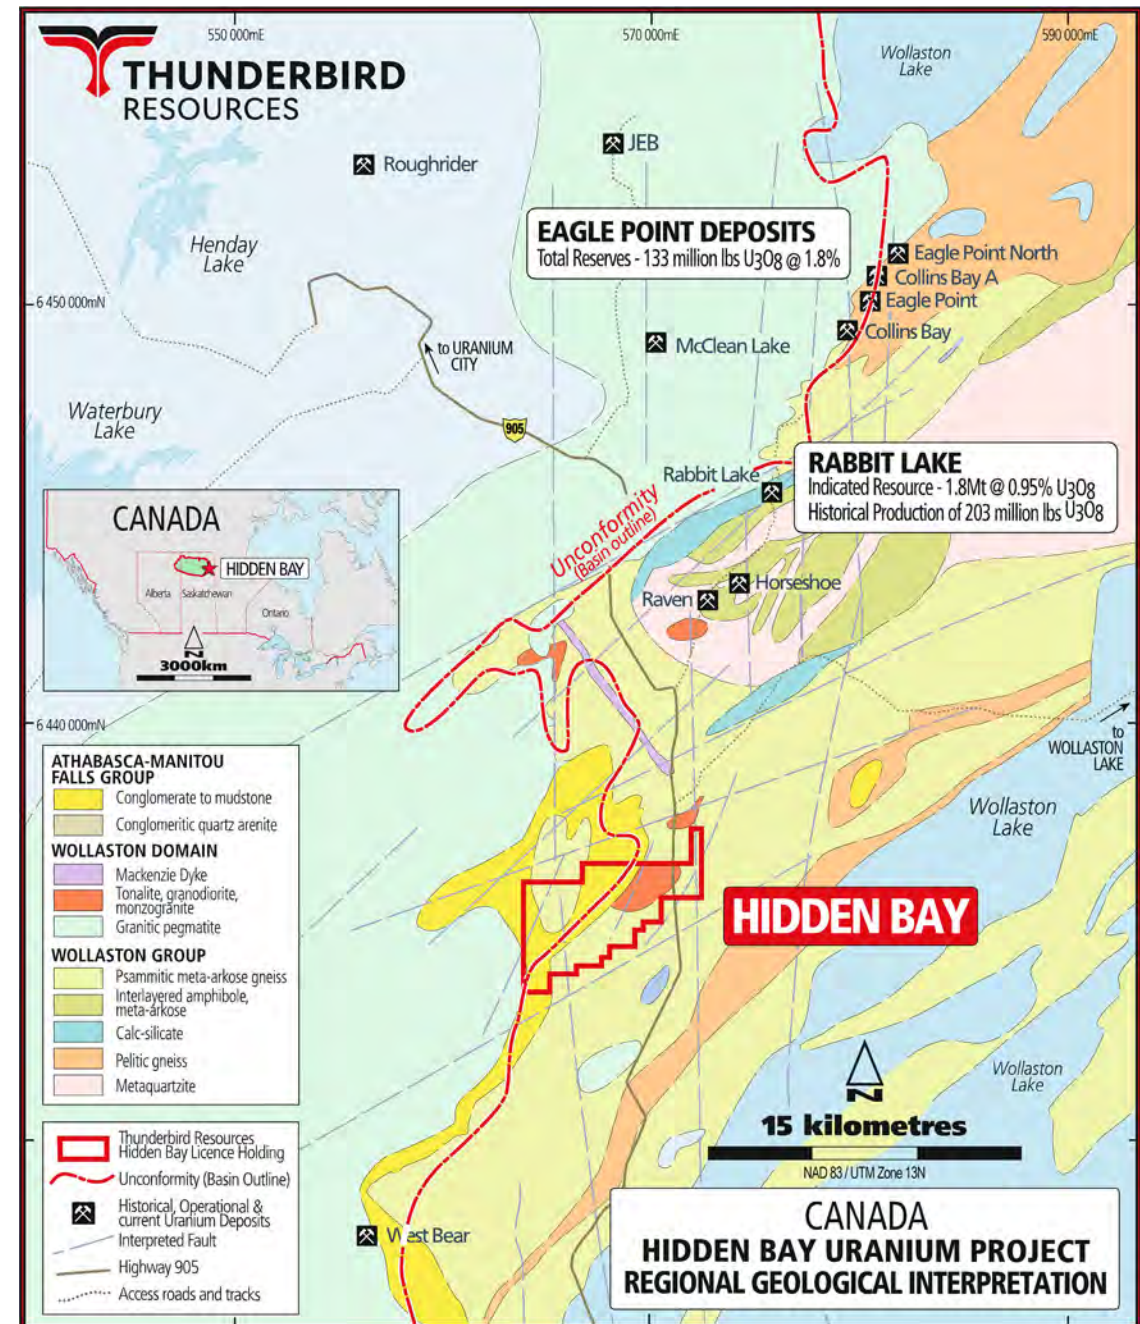 550 000mE
570 000mE
590 000mE
THUNDERBIRD
RESOURCES
Wollaston
Lake
JEB
Roughrider
Henday
Lake
EAGLE POINT DEPOSITS
Total Reserves - 133 million lbs U3O8 @ 1.8%
Eagle Point North
Collins Bay A
Eagle Point
Collins Bay
6 450 000mN
to URANIUM
CITY
McClean Lake
Waterbury
Lake
905
Rabbit Lake
RABBIT LAKE
Indicated Resource - 1.8Mt @ 0.95% U3O8
Historical Production of 203 million lbs U3O8
Unconformity
(Basin outline)
CANADA
HIDDEN BAY
Alberta
Saskatchewan
Ontario
N
3000km
Horseshoe
Raven
6 440 000mN
to
WOLLASTON
LAKE
Wollaston
Lake
ATHABASCA-MANITOU
FALLS GROUP
Conglomerate to mudstone
Conglomeritic quartz arenite
WOLLASTON DOMAIN
Mackenzie Dyke
Tonalite, granodiorite,
monzogranite
Granitic pegmatite
WOLLASTON GROUP
Psammitic meta-arkose gneiss
Interlayered amphibole,
meta-arkose
Calc-silicate
Pelitic gneiss
Metaquartzite
HIDDEN BAY
Wollaston
Lake
N
15 kilometres
NAD 83 / UTM Zone 13N
Thunderbird Resources
Hidden Bay Licence Holding
Unconformity (Basin Outline)
Historical, Operational &
current Uranium Deposits
Interpreted Fault
Highway 905
Access roads and tracks
West Bear
CANADA
HIDDEN BAY URANIUM PROJECT
REGIONAL GEOLOGICAL INTERPRETATION